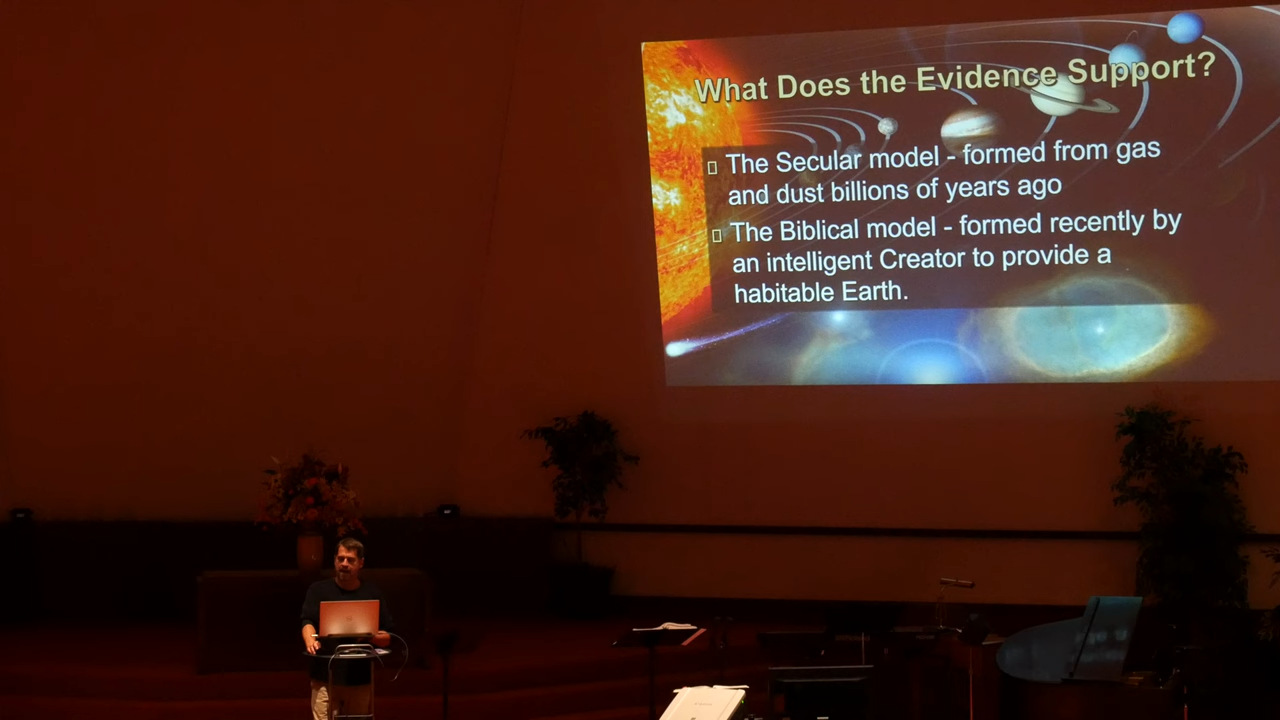 What Does the Evidence Support?
The Secular model - formed from gas
and dust billions of years ago
The Biblical model - formed recently by
an intelligent Creator to provide a
habitable Earth.